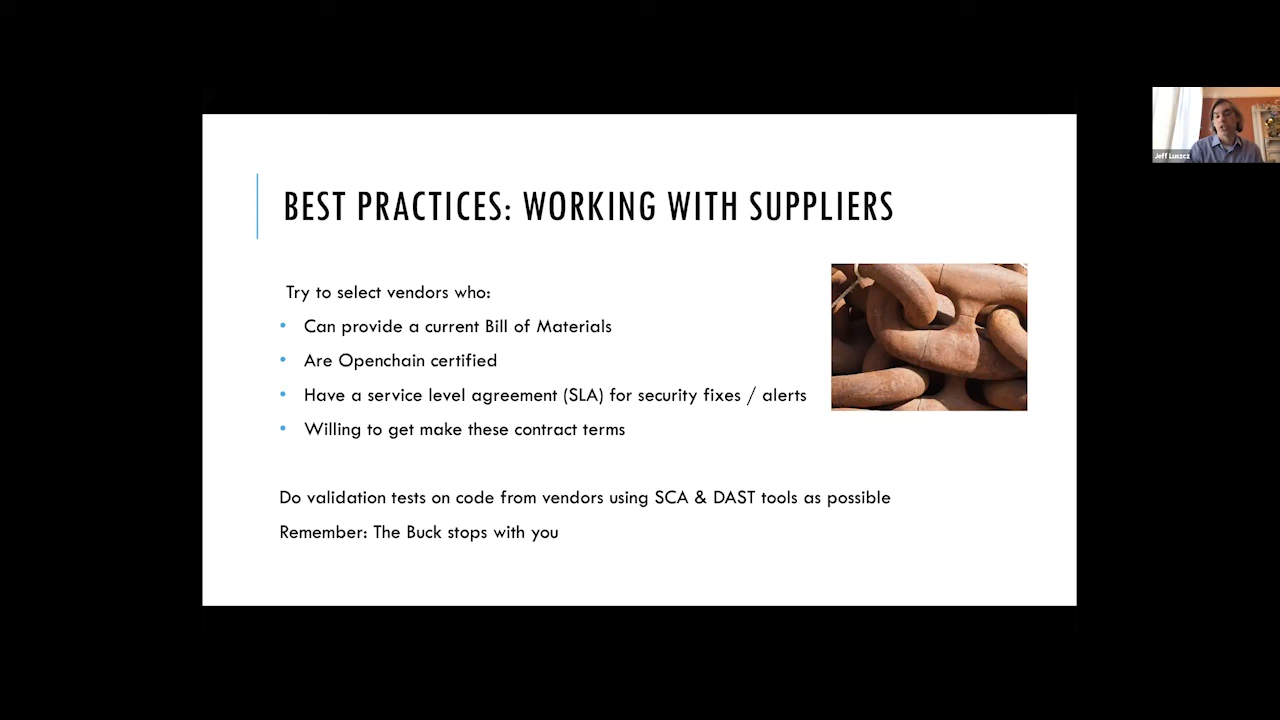 BEST PRACTICES: WORKING WITH SUPPLIERS
Try to select vendors who:
• Can provide a current Bill of Materials
• Are Openchain certified
• Have a service level agreement (SLA) for security fixes / alerts
• Willing to get make these contract terms
Do validation tests on code from vendors using SCA & DAST tools as possible
Remember: The Buck stops with you
Jeff Luszcz